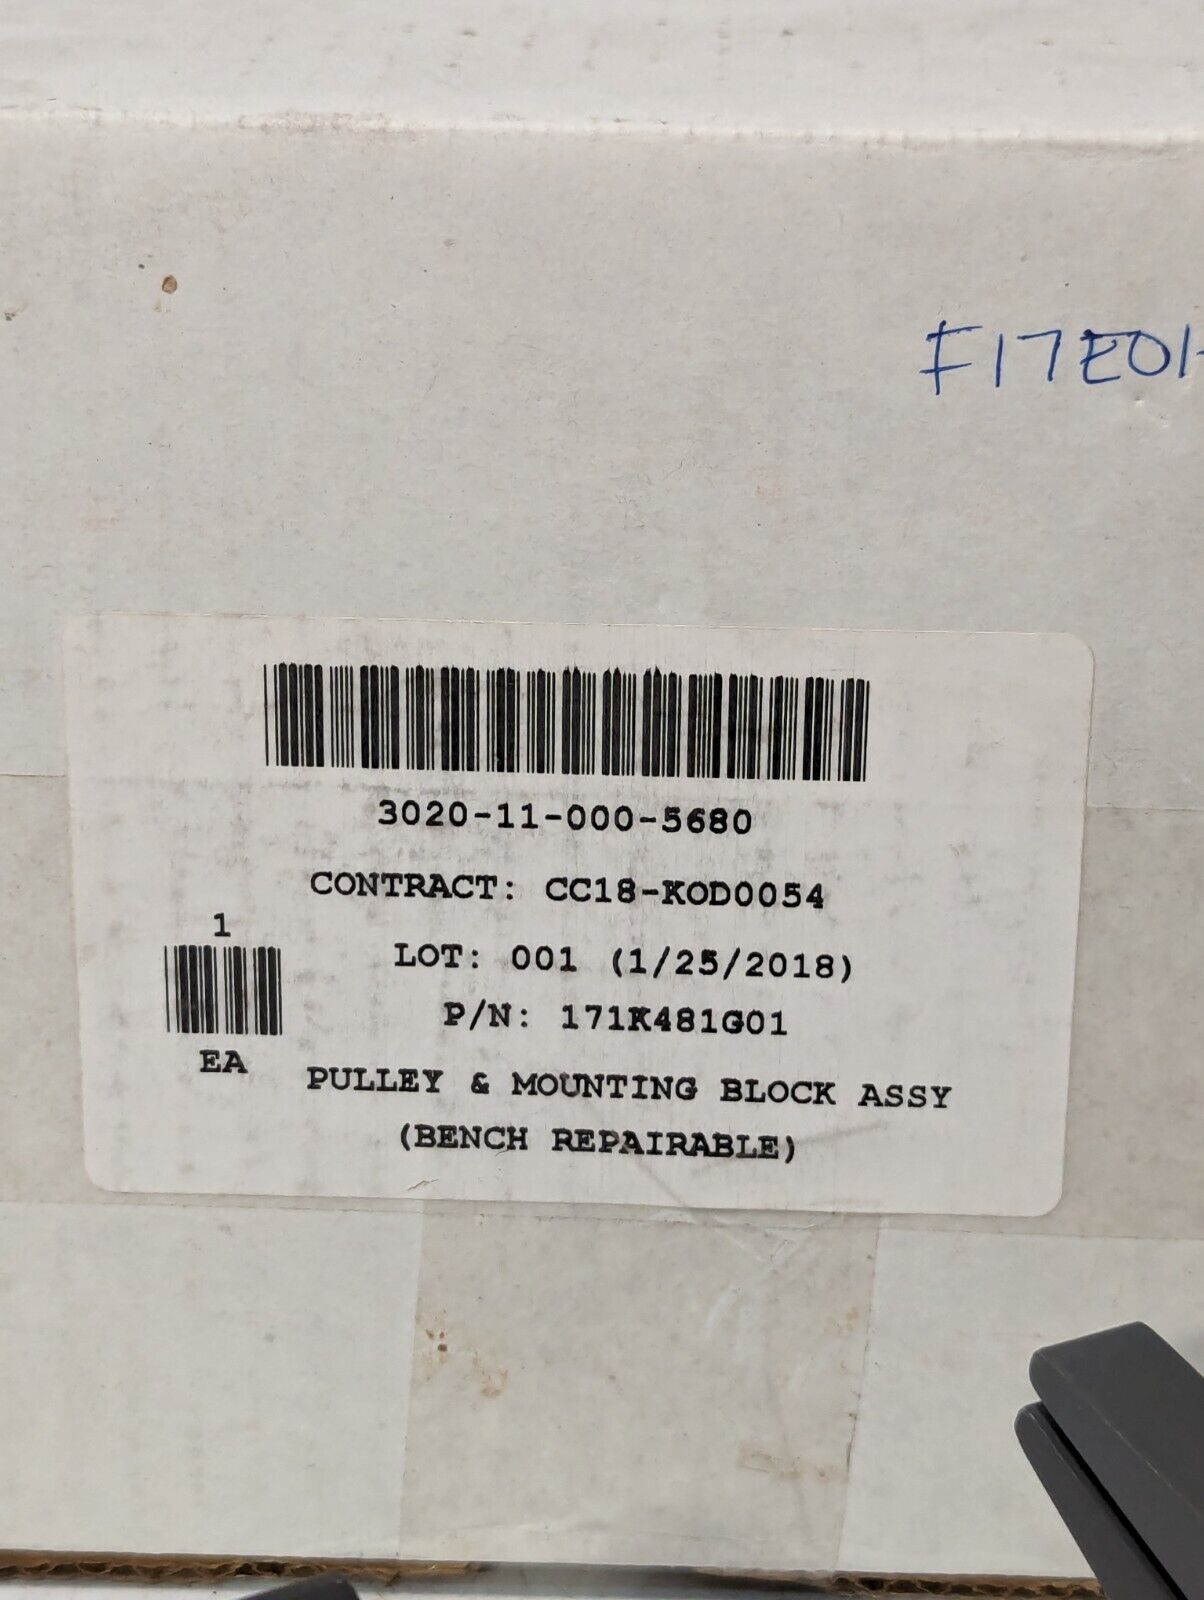 F17E01
3020-11-000-5680
CONTRACT: CC18-KOD0054
1
LOT: 001 (1/25/2018)
P/N: 171K481G01
EA
PULLEY & MOUNTING BLOCK ASSY
(BENCH REPAIRABLE)